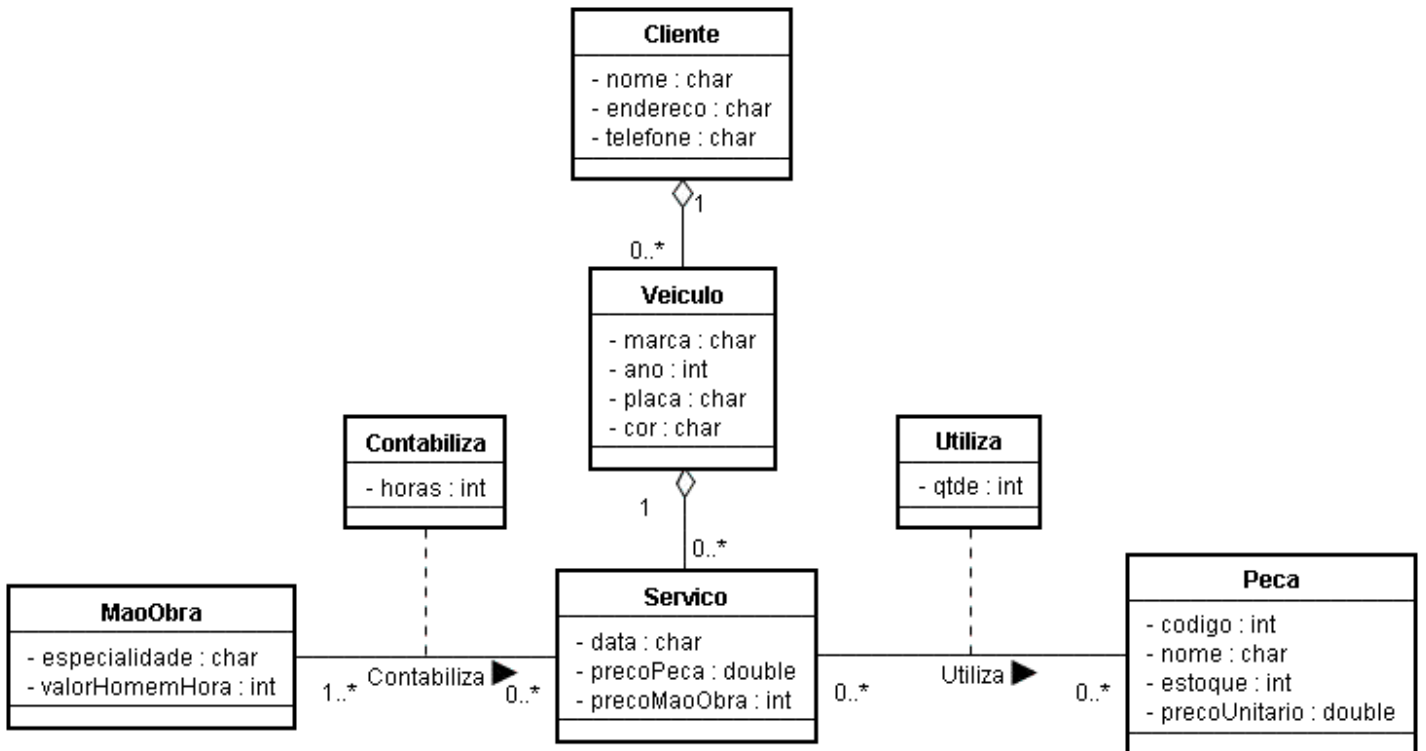 Cliente
- nome : char
- endereco : char
- telefone : char
1
0..*
Veiculo
- marca : char
- ano : int
- placa : char
- cor : char
1
0..*
Contabiliza
- horas : int
Utiliza
- qtde : int
MaoObra
- especialidade : char
- valorHomemHora : int
1..*
Contabiliza
0..*
Servico
- data : char
- precoPeca : double
- precoMaoObra : int
0..*
Utiliza
0..*
Peca
- codigo : int
- nome : char
- estoque : int
- precoUnitario : double